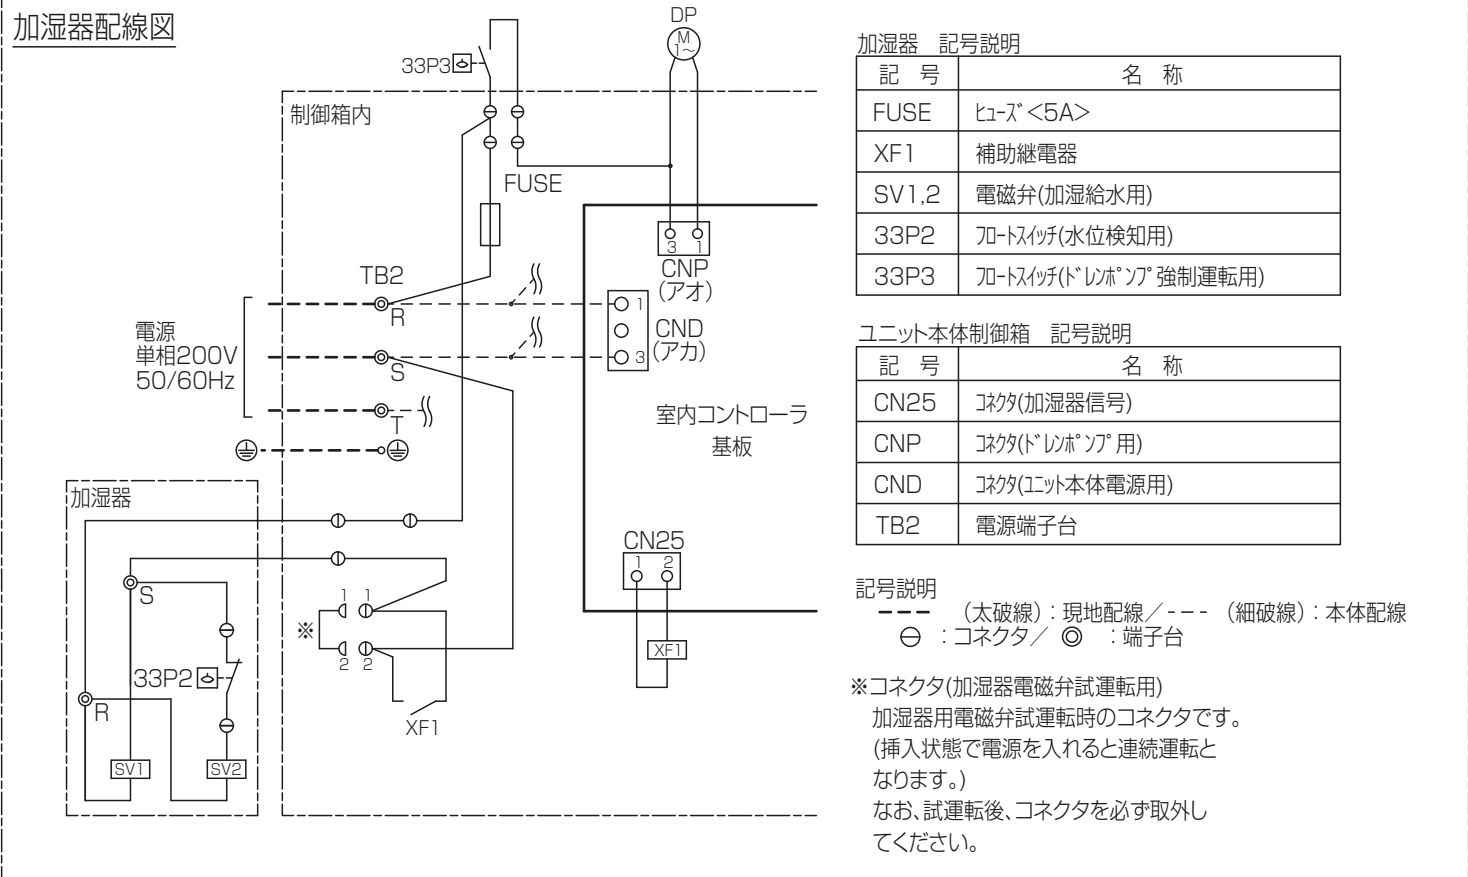 加湿器配線図
DP
M
1～
33P3
制御箱内
FUSE
3 1
CNP
(アオ)
TB2
R
1
CND
(アカ)
3
電源
単相200V
50/60Hz
S
T
室内コントローラ
基板
加湿器
CN25
1 2
S
1 1
※
2 2
XF1
33P2
R
XF1
SV1
SV2
加湿器 記号説明
記 号 名 称
FUSE ﾋｭｰｽﾞ<5A>
XF1 補助継電器
SV1,2 電磁弁(加湿給水用)
33P2 ﾌﾛｰﾄｽｲｯﾁ(水位検知用)
33P3 ﾌﾛｰﾄｽｲｯﾁ(ﾄﾞﾚﾝﾎﾟﾝﾌﾟ強制運転用)
ユニット本体制御箱 記号説明
記 号 名 称
CN25 ｺﾈｸﾀ(加湿器信号)
CNP ｺﾈｸﾀ(ﾄﾞﾚﾝﾎﾟﾝﾌﾟ用)
CND ｺﾈｸﾀ(ﾕﾆｯﾄ本体電源用)
TB2 電源端子台
記号説明
(太破線)：現地配線／--- (細破線)：本体配線
：コネクタ／◎ ：端子台
※コネクタ(加湿器電磁弁試運転用)
加湿器用電磁弁試運転時のコネクタです。
(挿入状態で電源を入れると連続運転と
なります。)
なお、試運転後、コネクタを必ず取外し
てください。